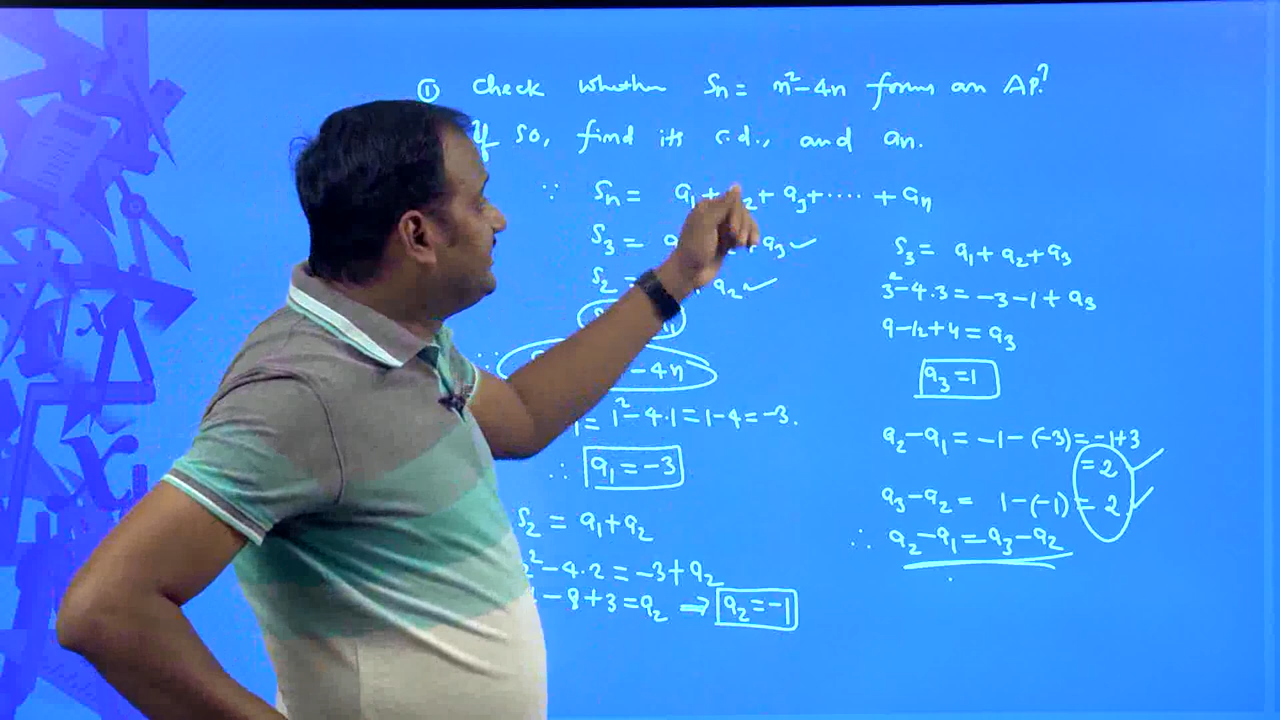 ① Check whether Sn = n²-4n forms an AP?
If so, find its c.d., and an.
∵ Sn = a₁+ ₂+ a₃+ ..... + an
S₃ = a +a₃ ✓
S₂ = a₂ ✓
-4n
₁ = 1²-4.1 = 1-4 = -3.
∴ a₁ = -3
S₂ = a₁+a₂
²-4.2 = -3+a₂
-8+3 = a₂ ⇒ a₂ = -1
S₃ = a₁+a₂+a₃
3²-4.3 = -3-1+a₃
9-12+4 = a₃
a₃ = 1
a₂-a₁ = -1-(-3) = -1+3
= 2
a₃-a₂ = 1-(-1) = 2
∴ a₂-a₁ = a₃-a₂